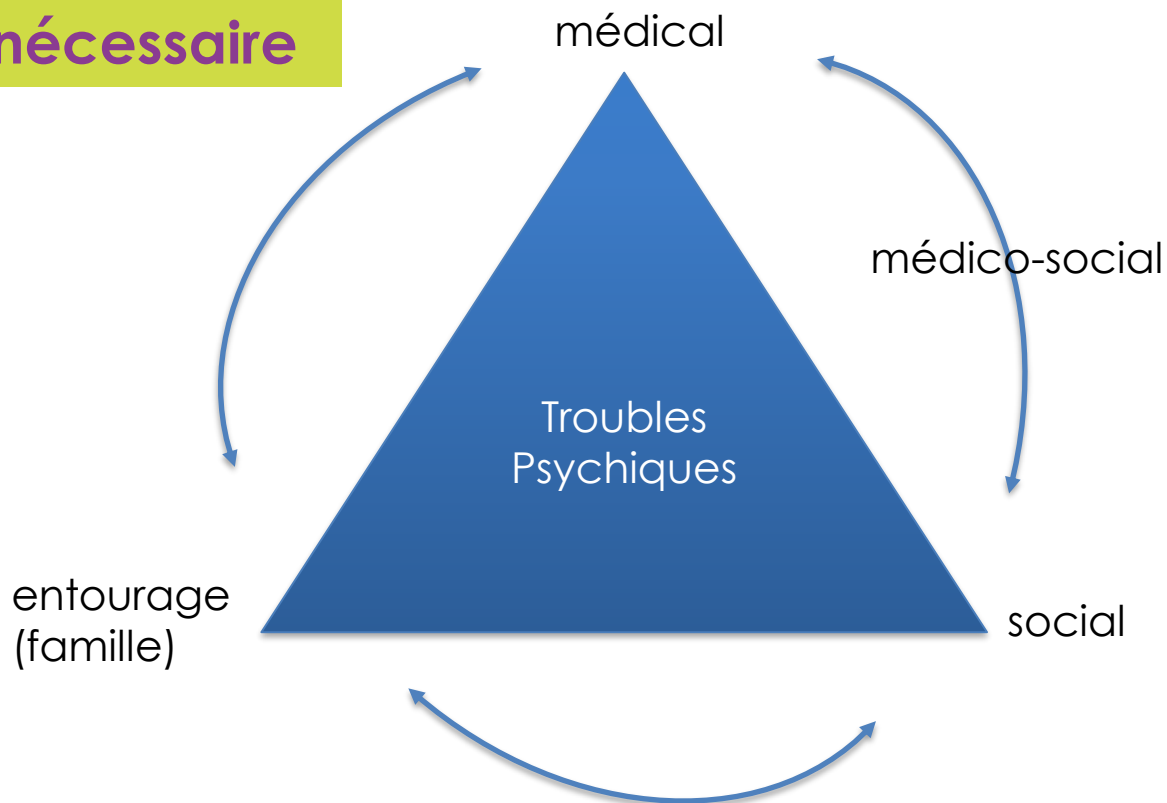 nécessaire
médical
médico-social
Troubles
Psychiques
entourage
(famille)
social